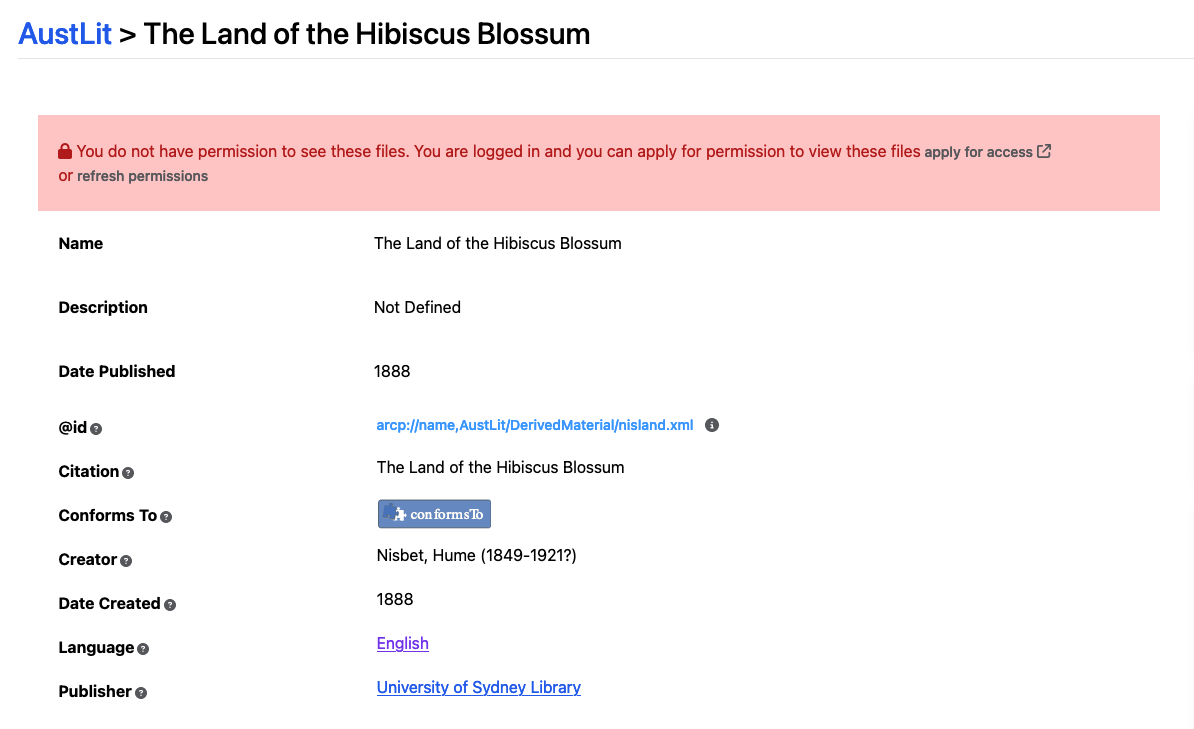 AustLit > The Land of the Hibiscus Blossum
You do not have permission to see these files. You are logged in and you can apply for permission to view these files apply for access
or refresh permissions
Name The Land of the Hibiscus Blossum
Description Not Defined
Date Published 1888
@id arcp://name,AustLit/DerivedMaterial/nisland.xml
Citation The Land of the Hibiscus Blossum
Conforms To conformsTo
Creator Nisbet, Hume (1849-1921?)
Date Created 1888
Language English
Publisher University of Sydney Library